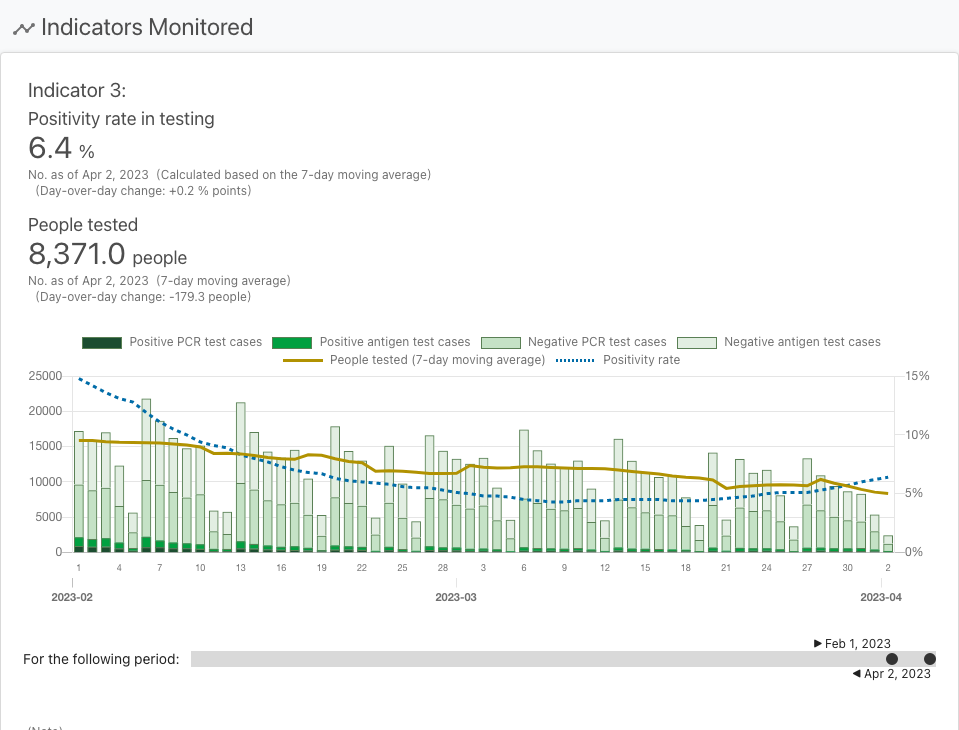 Indicators Monitored
Indicator 3:
Positivity rate in testing
6.4 %
No. as of Apr 2, 2023 (Calculated based on the 7-day moving average)
(Day-over-day change: +0.2 % points)
People tested
8,371.0 people
No. as of Apr 2, 2023 (7-day moving average)
(Day-over-day change: -179.3 people)
Positive PCR test cases Positive antigen test cases Negative PCR test cases Negative antigen test cases
People tested (7-day moving average) Positivity rate
25000 15%
20000
15000 10%
10000
5000 5%
0 0%
1 4 7 10 13 16 19 22 25 28 3 6 9 12 15 18 21 24 27 30 2
2023-02 2023-03 2023-04
Feb 1, 2023
For the following period:
Apr 2, 2023